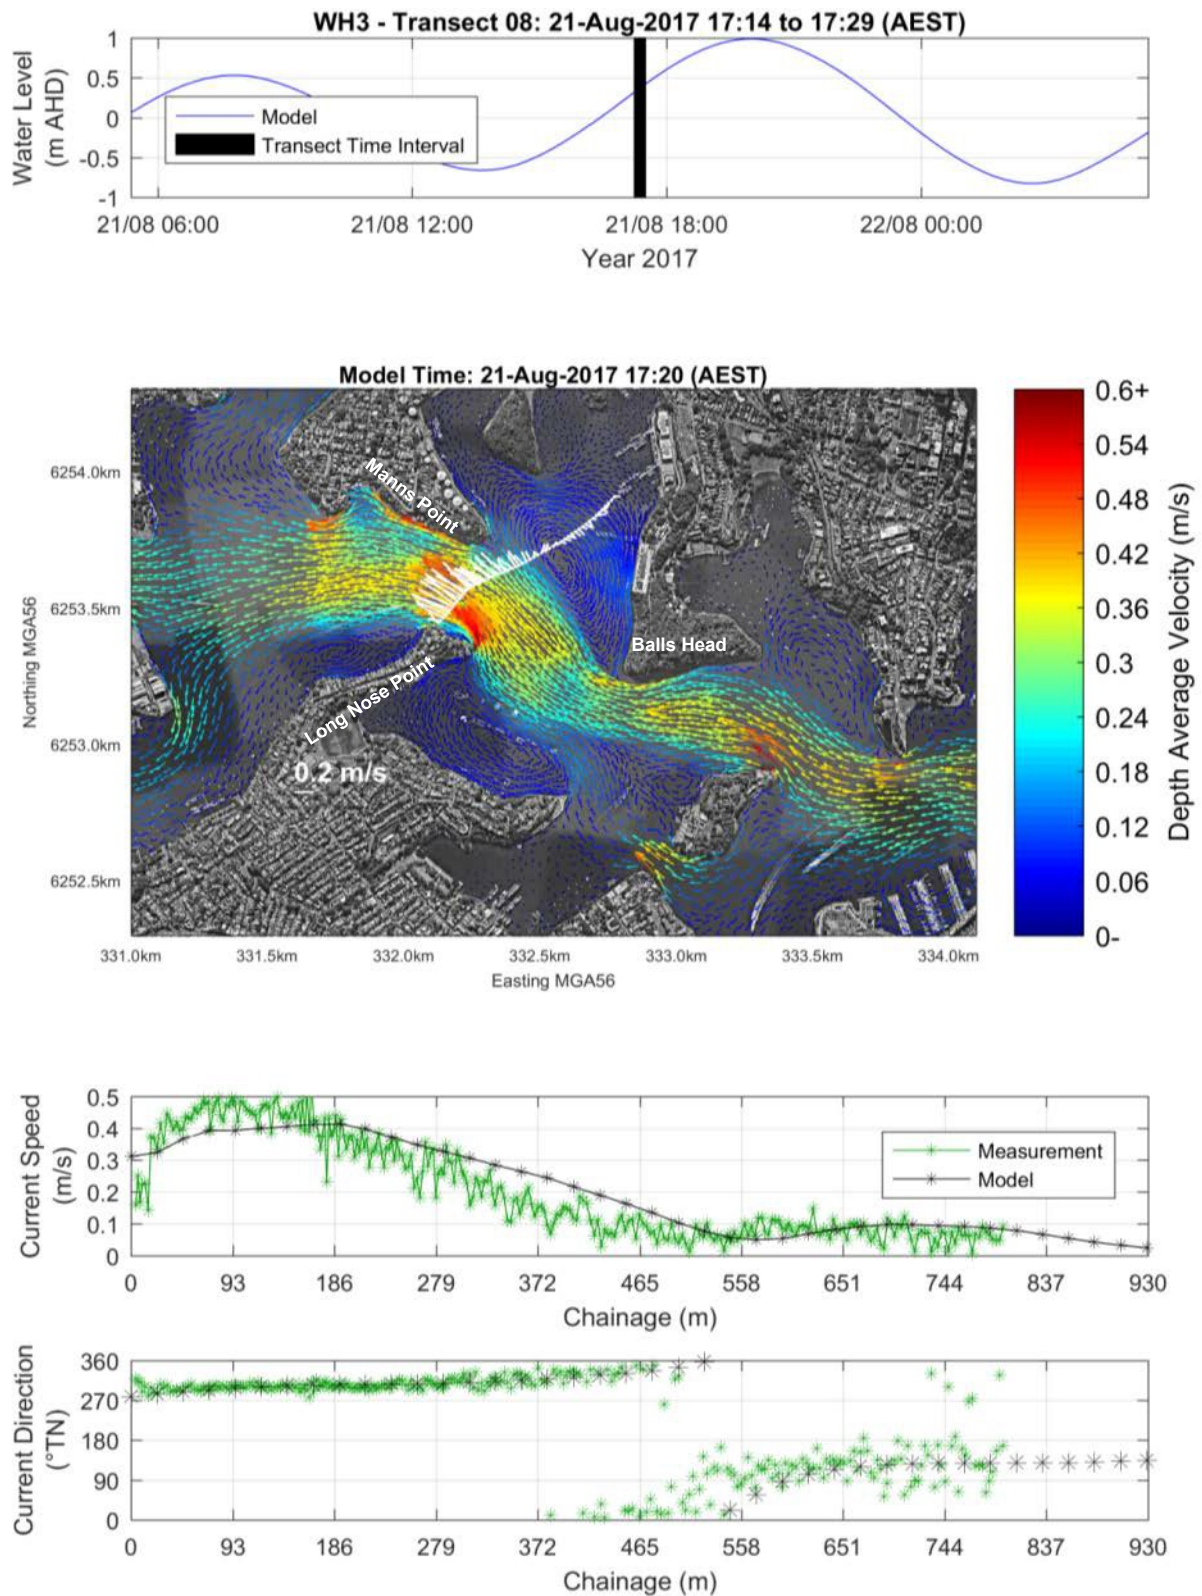 WH3 - Transect 08: 21-Aug-2017 17:14 to 17:29 (AEST)
Water Level
(m AHD)
1
0.5
0
-0.5
-1
Model
Transect Time Interval
21/08 06:00
21/08 12:00
21/08 18:00
22/08 00:00
Year 2017
Model Time: 21-Aug-2017 17:20 (AEST)
Northing MGA56
6254.0km
6253.5km
6253.0km
6252.5km
Manns Point
Balls Head
Long Nose Point
0.2 m/s
331.0km
331.5km
332.0km
332.5km
333.0km
333.5km
334.0km
Easting MGA56
0.6+
0.54
0.48
0.42
0.36
0.3
0.24
0.18
0.12
0.06
0-
Depth Average Velocity (m/s)
Current Speed
(m/s)
0.5
0.4
0.3
0.2
0.1
0
Measurement
Model
0
93
186
279
372
465
558
651
744
837
930
Chainage (m)
Current Direction
(°TN)
360
270
180
90
0
0
93
186
279
372
465
558
651
744
837
930
Chainage (m)